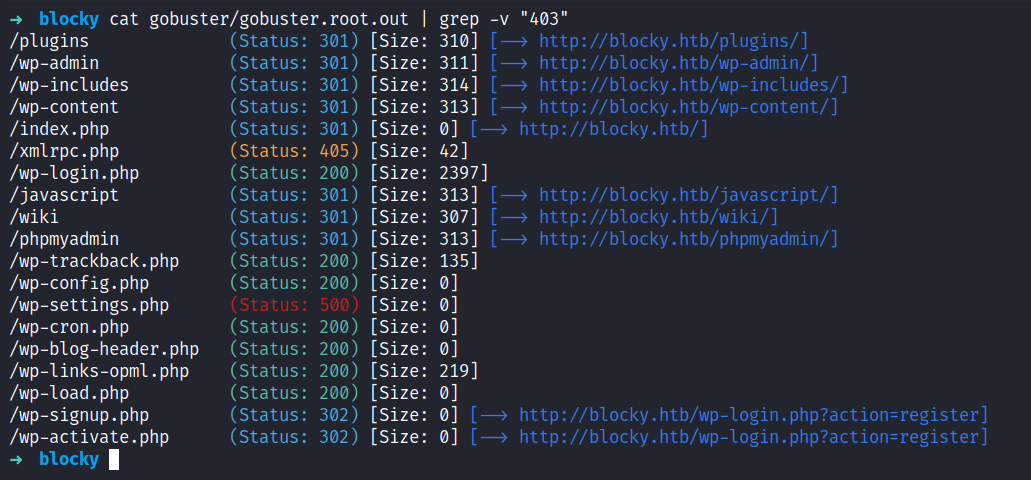 → blocky cat gobuster/gobuster.root.out | grep -v "403"
/plugins (Status: 301) [Size: 310] [--> http://blocky.htb/plugins/]
/wp-admin (Status: 301) [Size: 311] [--> http://blocky.htb/wp-admin/]
/wp-includes (Status: 301) [Size: 314] [--> http://blocky.htb/wp-includes/]
/wp-content (Status: 301) [Size: 313] [--> http://blocky.htb/wp-content/]
/index.php (Status: 301) [Size: 0] [--> http://blocky.htb/]
/xmlrpc.php (Status: 405) [Size: 42]
/wp-login.php (Status: 200) [Size: 2397]
/javascript (Status: 301) [Size: 313] [--> http://blocky.htb/javascript/]
/wiki (Status: 301) [Size: 307] [--> http://blocky.htb/wiki/]
/phpmyadmin (Status: 301) [Size: 313] [--> http://blocky.htb/phpmyadmin/]
/wp-trackback.php (Status: 200) [Size: 135]
/wp-config.php (Status: 200) [Size: 0]
/wp-settings.php (Status: 500) [Size: 0]
/wp-cron.php (Status: 200) [Size: 0]
/wp-blog-header.php (Status: 200) [Size: 0]
/wp-links-opml.php (Status: 200) [Size: 219]
/wp-load.php (Status: 200) [Size: 0]
/wp-signup.php (Status: 302) [Size: 0] [--> http://blocky.htb/wp-login.php?action=register]
/wp-activate.php (Status: 302) [Size: 0] [--> http://blocky.htb/wp-login.php?action=register]
→ blocky